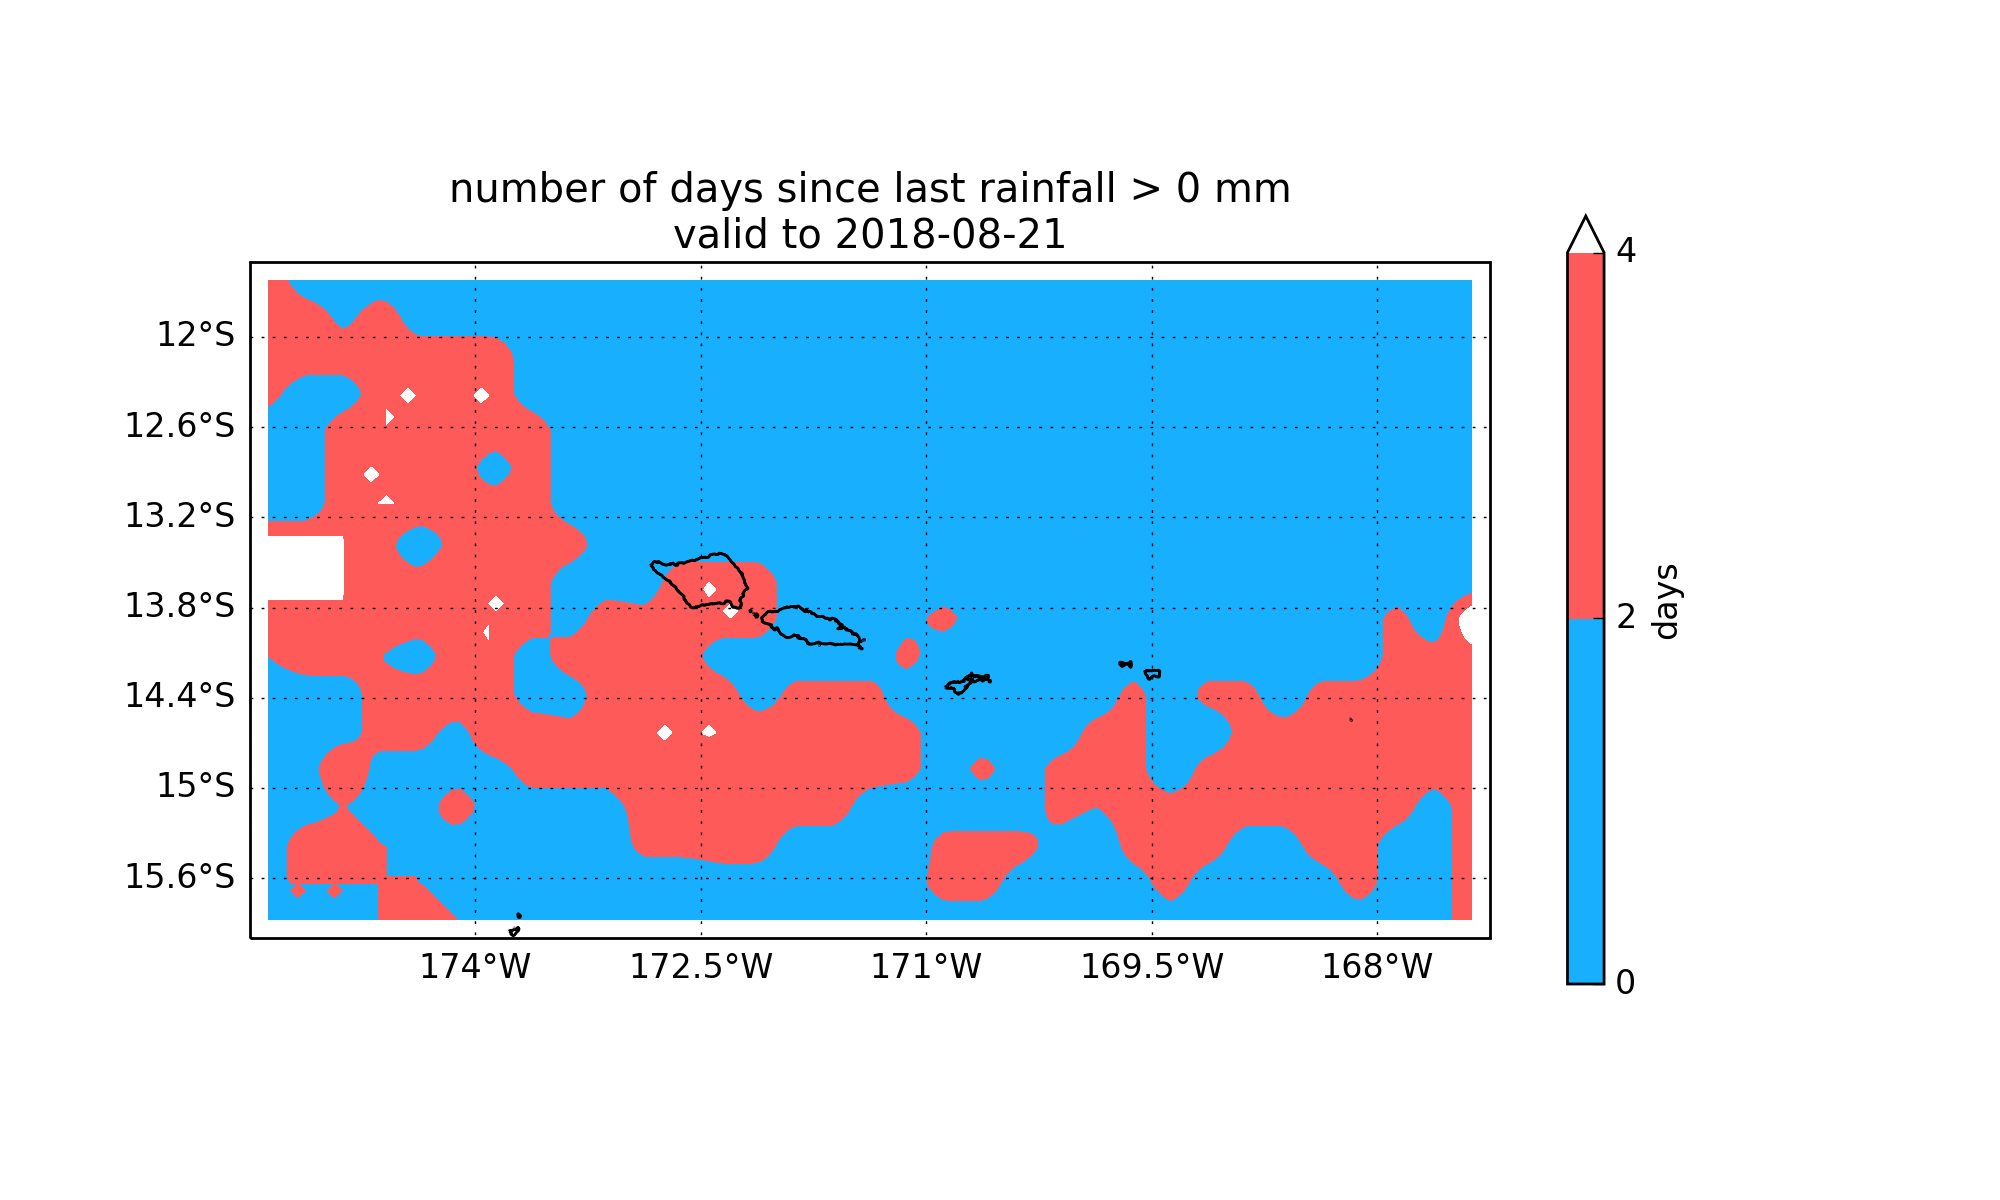 number of days since last rainfall > 0 mm
valid to 2018-08-21
12°S
12.6°S
13.2°S
13.8°S
14.4°S
15°S
15.6°S
174°W
172.5°W
171°W
169.5°W
168°W
4
2
0
days